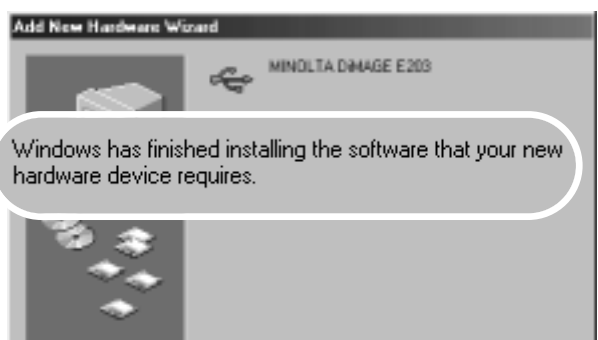 Add New Hardware Wizard
MINOLTA DiMAGE E203
Windows has finished installing the software that your new
hardware device requires.